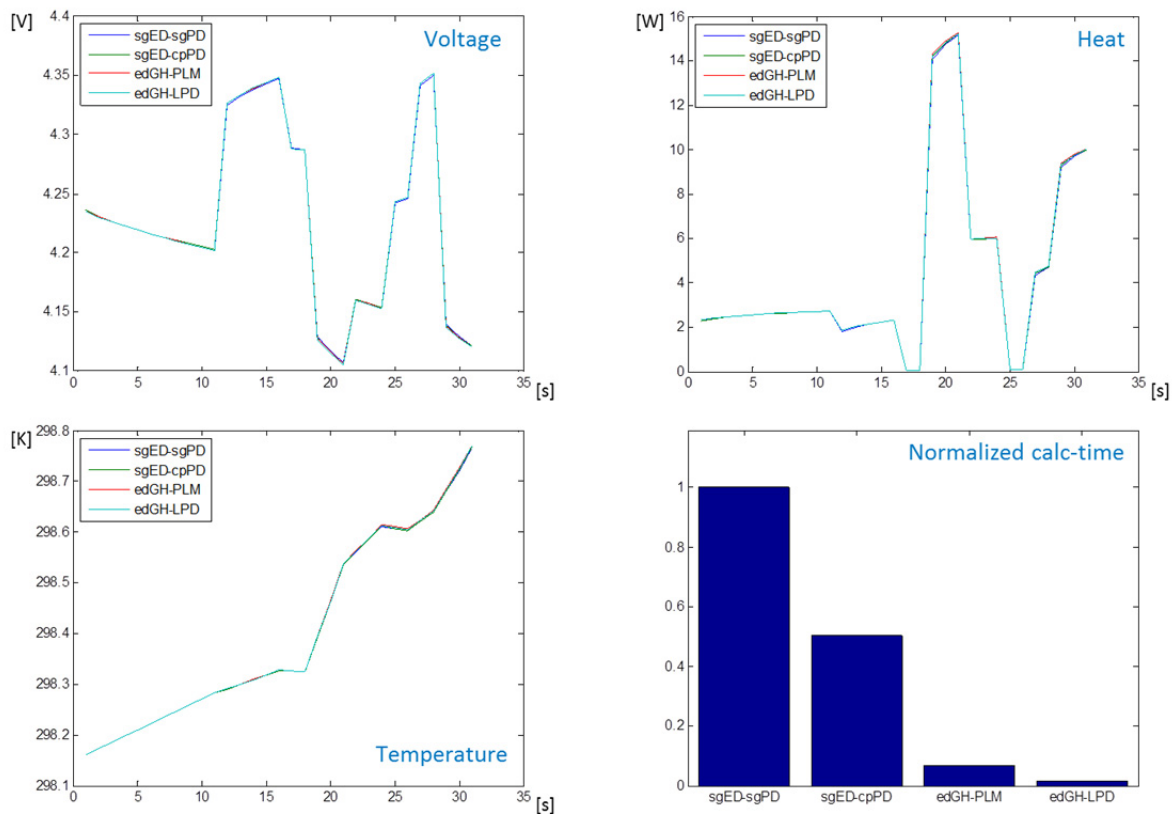 [V]
Voltage
sgED-sgPD
sgED-cpPD
edGH-PLM
edGH-LPD
4.4
4.35
4.3
4.25
4.2
4.15
4.1
0 5 10 15 20 25 30 35
[s]
[W]
Heat
sgED-sgPD
sgED-cpPD
edGH-PLM
edGH-LPD
16
14
12
10
8
6
4
2
0
0 5 10 15 20 25 30 35
[s]
[K]
298.8
298.7
298.6
298.5
298.4
298.3
298.2
298.1
sgED-sgPD
sgED-cpPD
edGH-PLM
edGH-LPD
Temperature
0 5 10 15 20 25 30 35
[s]
Normalized calc-time
1
0.8
0.6
0.4
0.2
0
sgED-sgPD sgED-cpPD edGH-PLM edGH-LPD